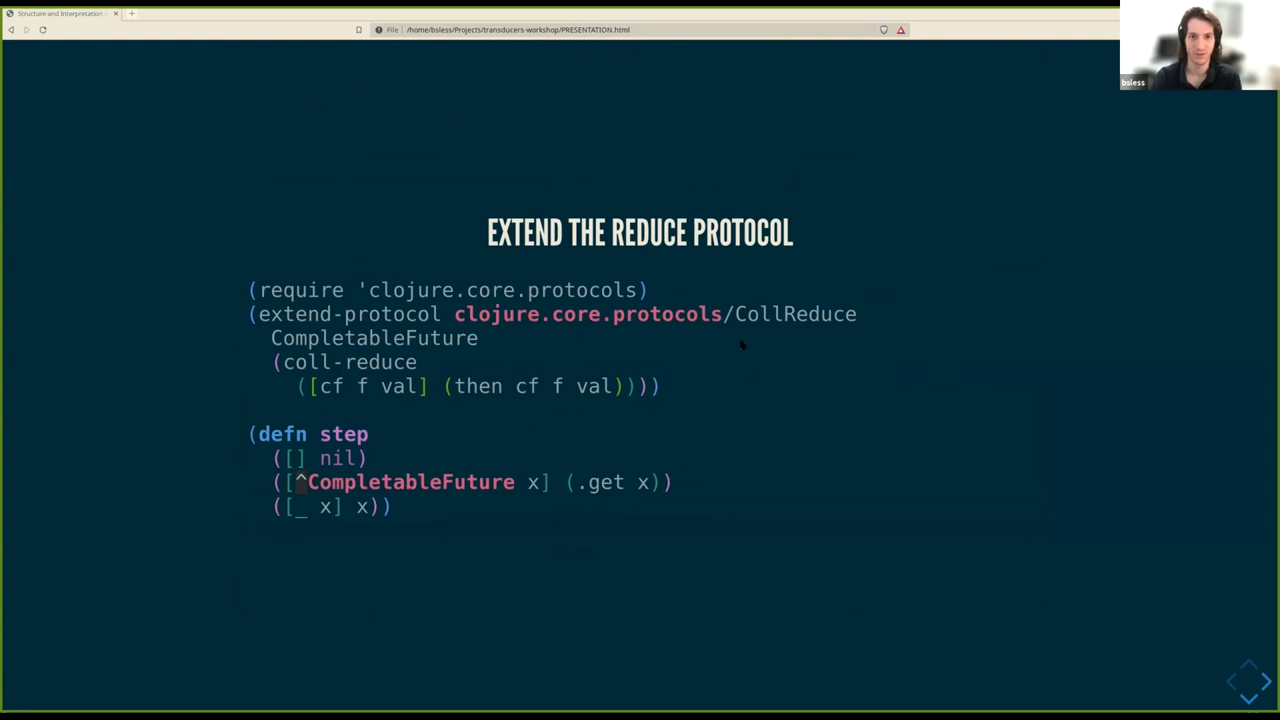 Structure and Interpretation
File
/home/bsless/Projects/transducers-workshop/PRESENTATION.html
bsless
EXTEND THE REDUCE PROTOCOL
(require 'clojure.core.protocols)
(extend-protocol clojure.core.protocols/CollReduce
CompletableFuture
(coll-reduce
([cf f val] (then cf f val))))
(defn step
([] nil)
([^CompletableFuture x] (.get x))
([_ x] x))